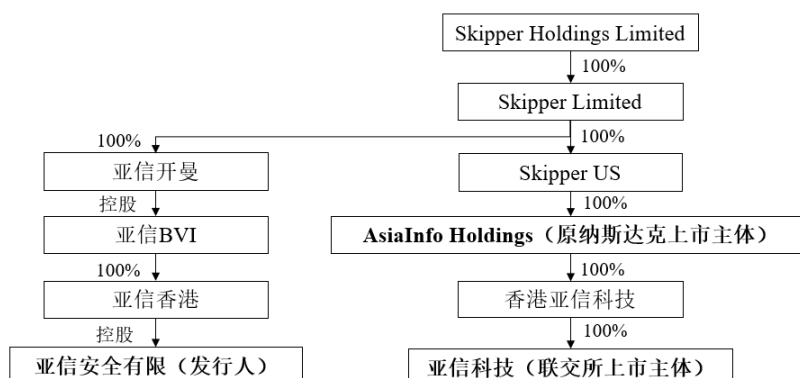 Skipper Holdings Limited
100%
Skipper Limited
100%
100%
亚信开曼
Skipper US
控股
100%
亚信BVI
AsiaInfo Holdings（原纳斯达克上市主体）
100%
100%
亚信香港
香港亚信科技
控股
100%
亚信安全有限（发行人）
亚信科技（联交所上市主体）